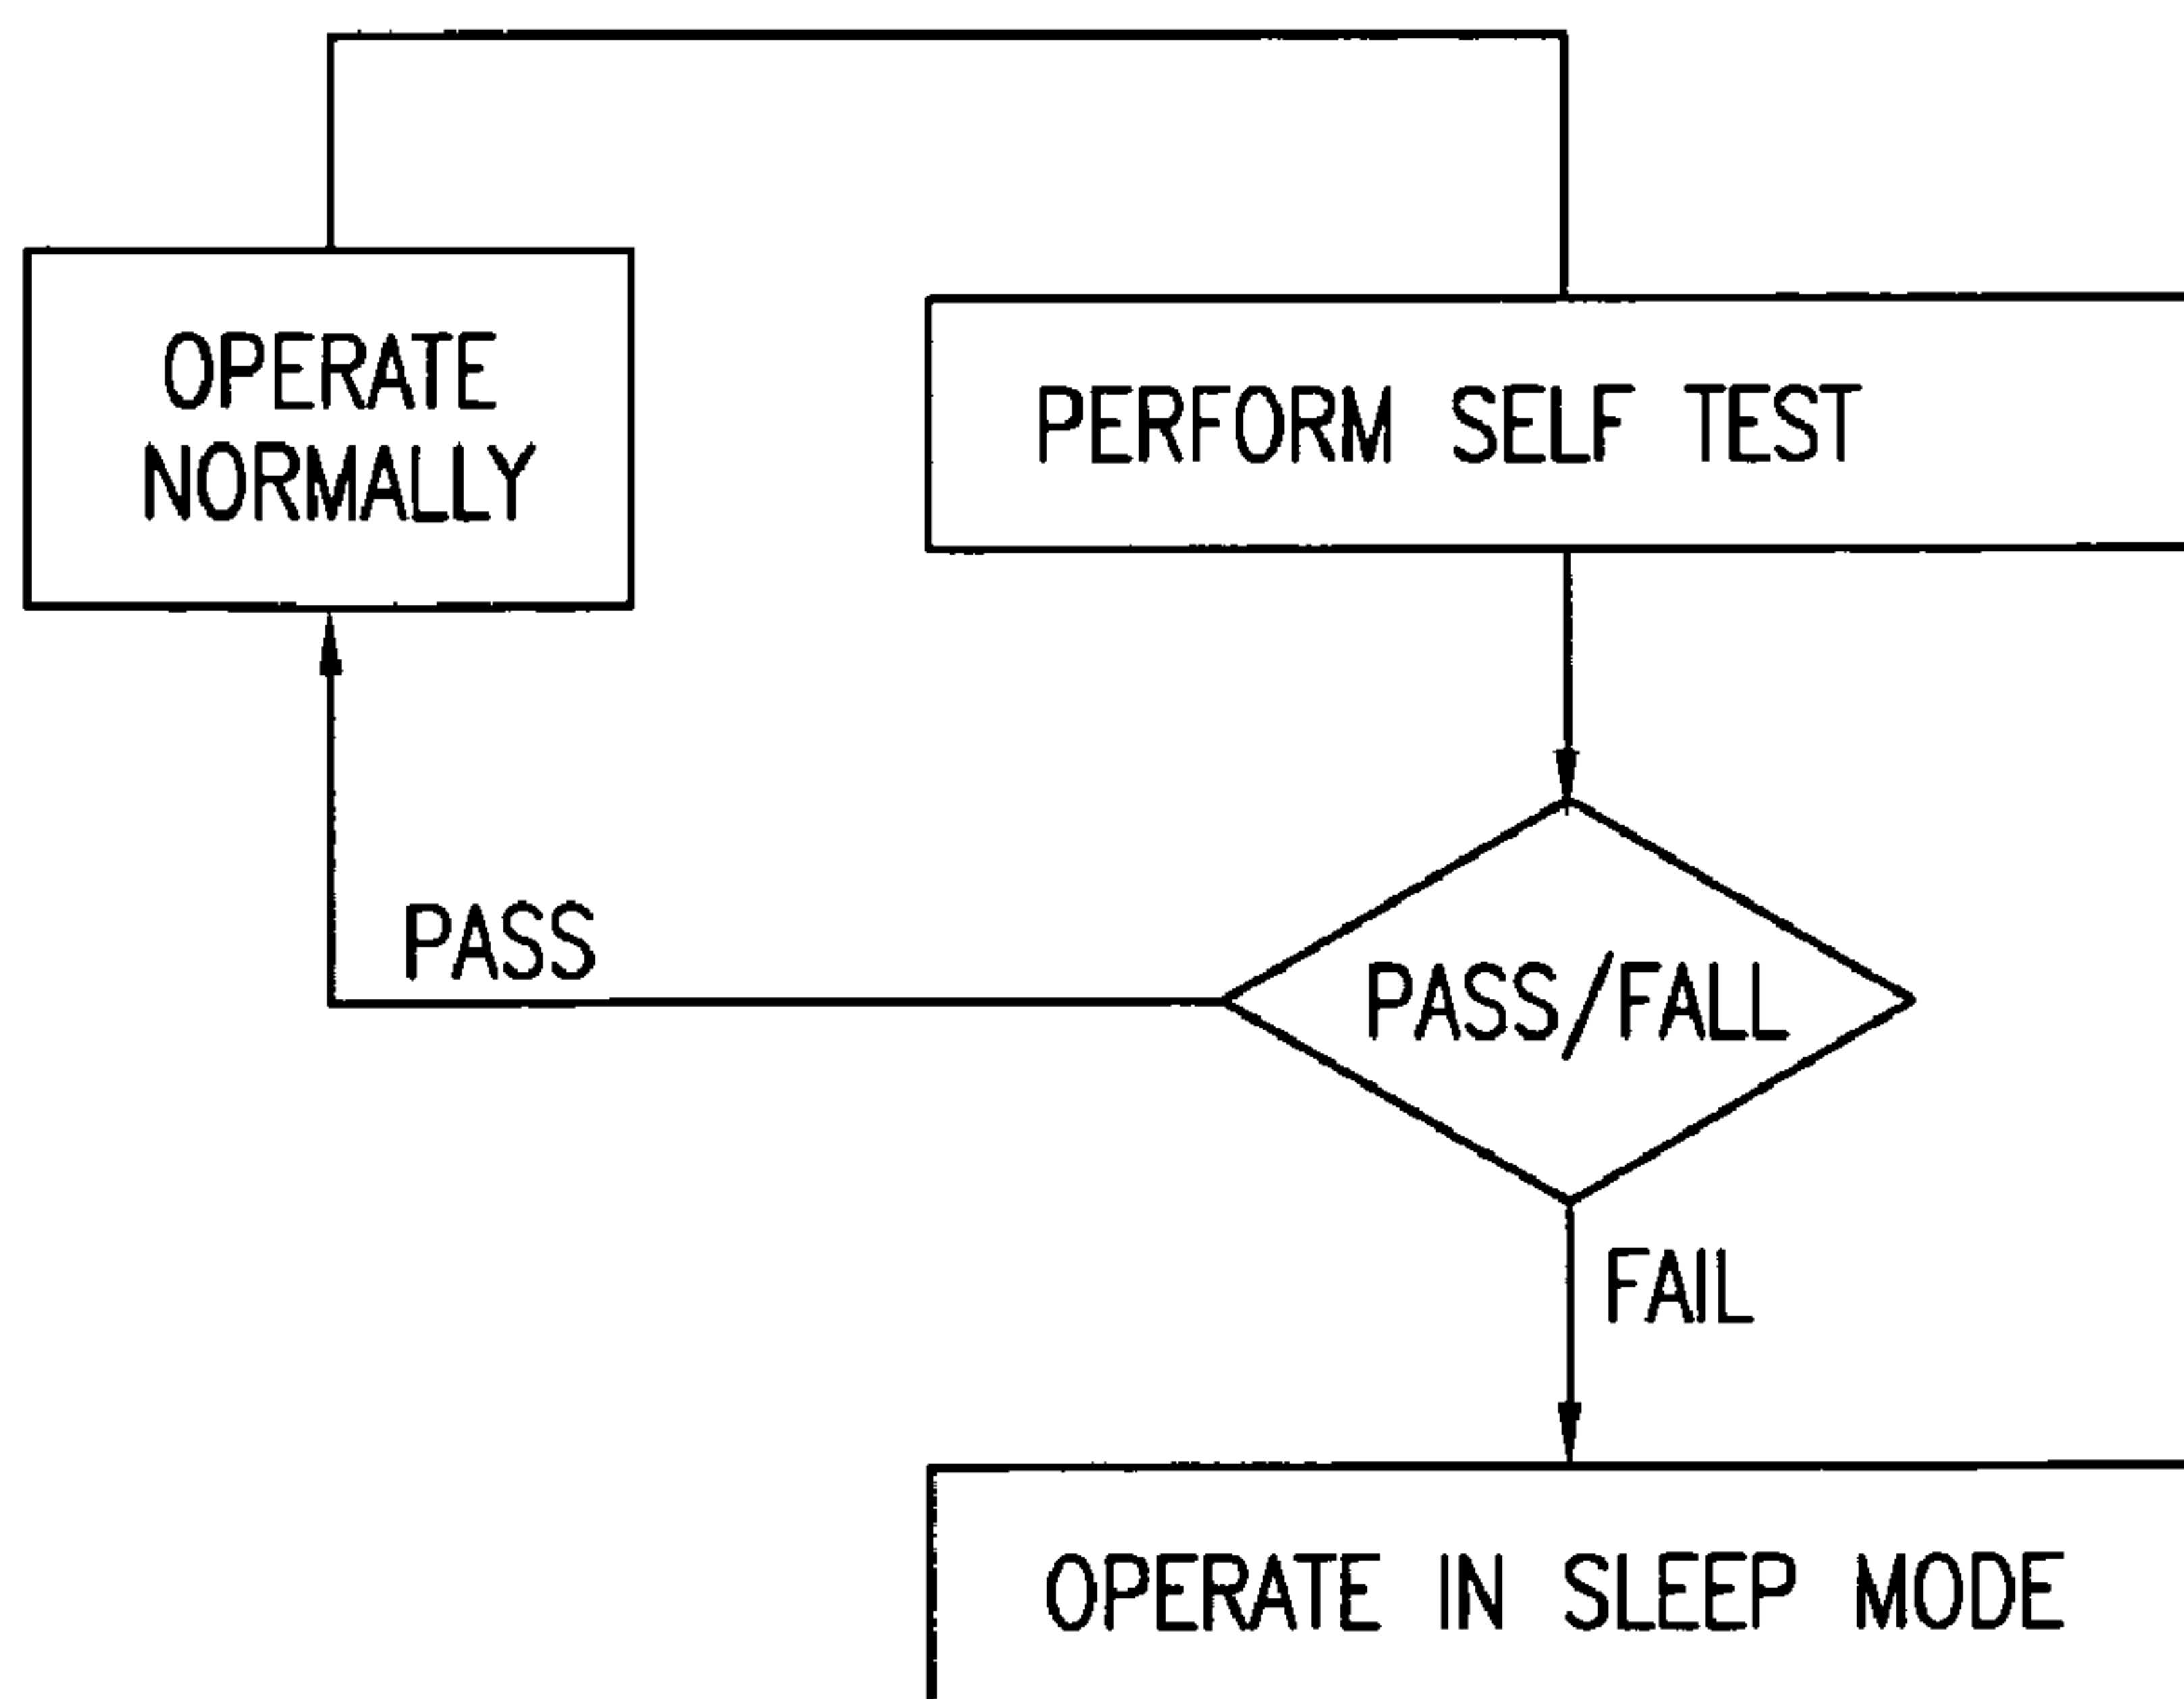 OPERATE
NORMALLY
PERFORM SELF TEST
PASS
PASS/FALL
FAIL
OPERATE IN SLEEP MODE